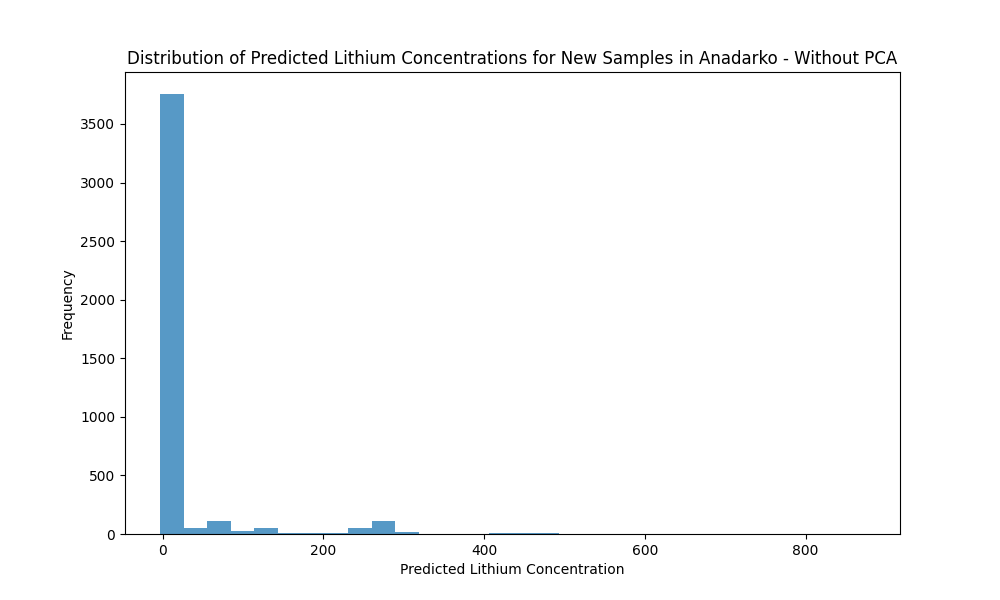 Distribution of Predicted Lithium Concentrations for New Samples in Anadarko - Without PCA
3500
3000
2500
2000
1500
1000
500
0
Frequency
0 200 400 600 800
Predicted Lithium Concentration